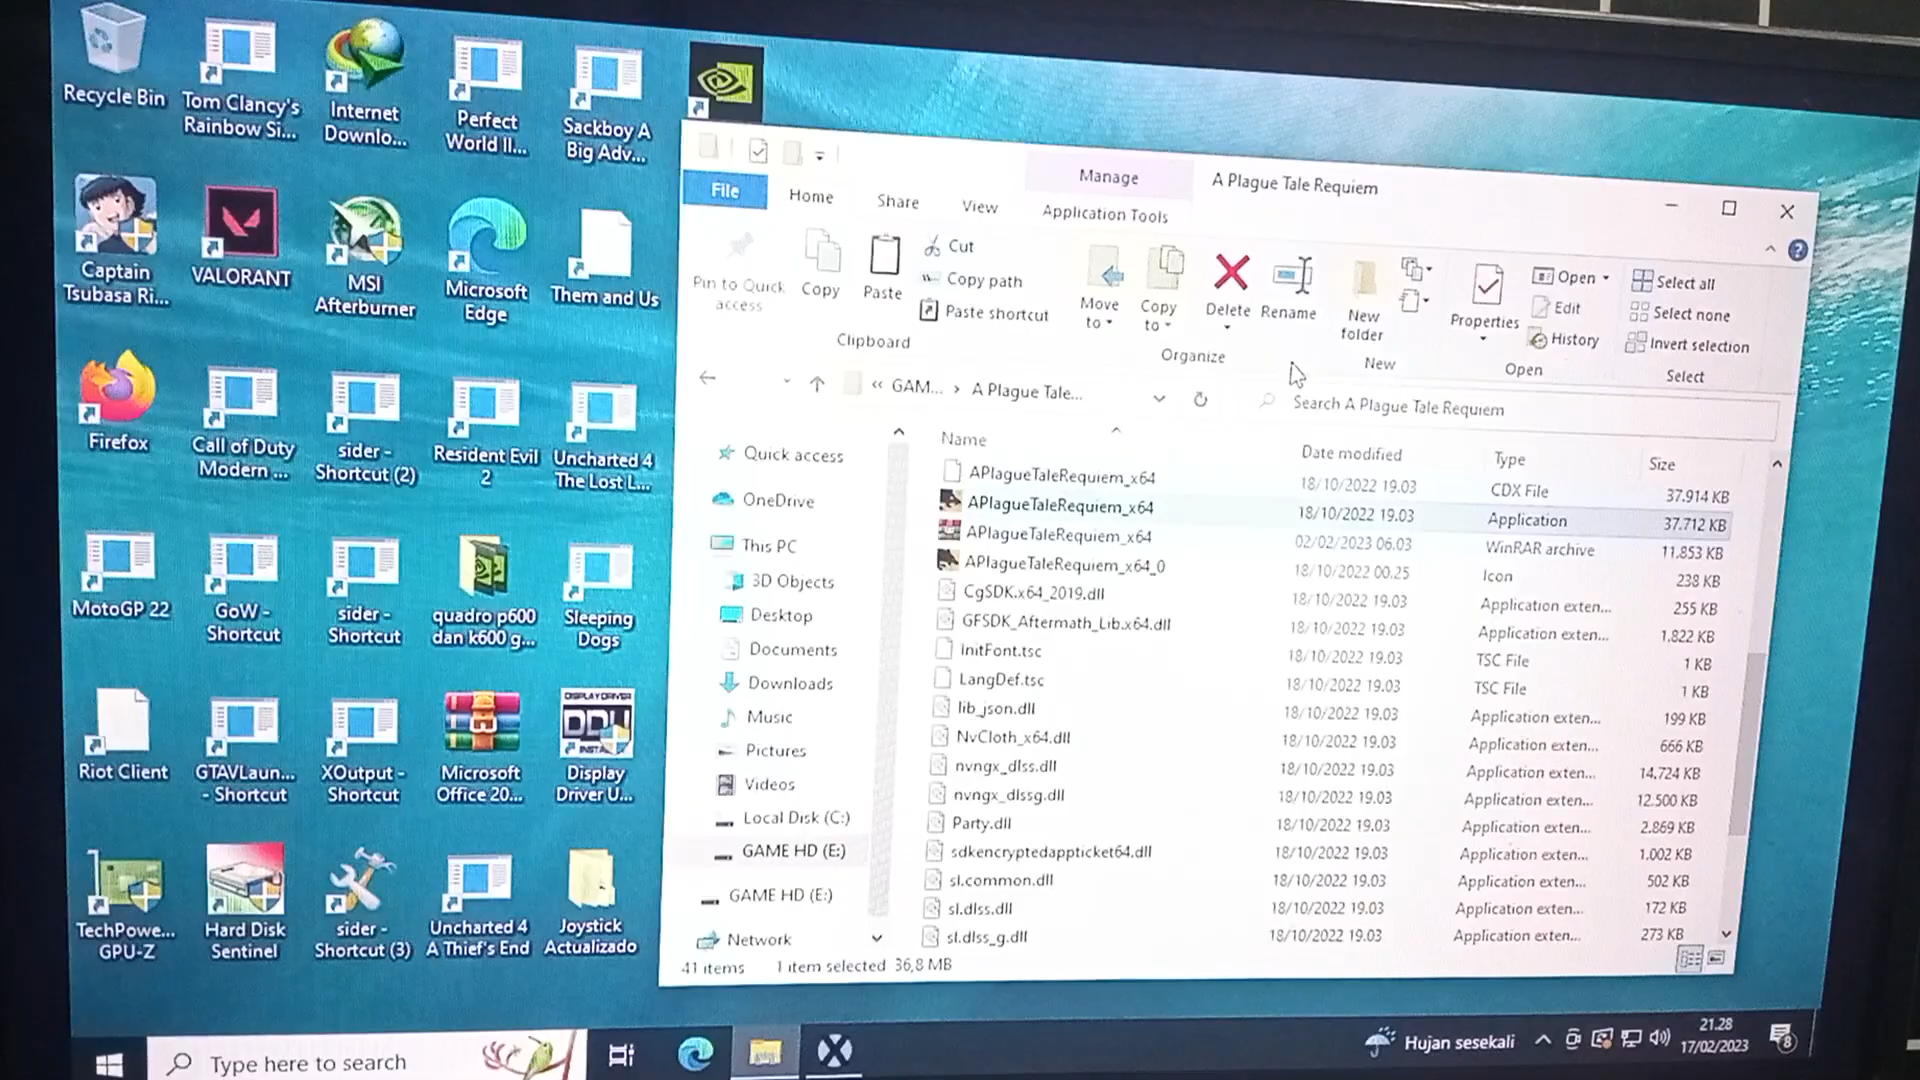 Recycle Bin
Tom Clancy's
Rainbow Si...
Internet
Downlo...
Perfect
World II...
Sackboy A
Big Adv...
Captain
Tsubasa Ri...
VALORANT
MSI
Afterburner
Microsoft
Edge
Them and Us
Firefox
Call of Duty
Modern ...
sider -
Shortcut (2)
Resident Evil
2
Uncharted 4
The Lost L...
MotoGP 22
GoW -
Shortcut
sider -
Shortcut
quadro p600
dan k600 g...
Sleeping
Dogs
Riot Client
GTAVLaun...
- Shortcut
XOutput -
Shortcut
Microsoft
Office 20...
DISPLAY DRIVER
DDU
Display
Driver U...
TechPowe...
GPU-Z
Hard Disk
Sentinel
sider -
Shortcut (3)
Uncharted 4
A Thief's End
Joystick
Actualizado
Manage
A Plague Tale Requiem
File
Home
Share
View
Application Tools
Pin to Quick
access
Copy
Paste
Cut
Copy path
Paste shortcut
Clipboard
Move
to
Copy
to
Delete
Rename
Organize
New
folder
New
Properties
Open
Edit
History
Open
Select all
Select none
Invert selection
Select
« GAM... › A Plague Tale...
Search A Plague Tale Requiem
Quick access
OneDrive
This PC
3D Objects
Desktop
Documents
Downloads
Music
Pictures
Videos
Local Disk (C:)
GAME HD (E:)
GAME HD (E:)
Network
Name Date modified Type Size
APlagueTaleRequiem_x64 18/10/2022 19.03 CDX File 37.914 KB
APlagueTaleRequiem_x64 18/10/2022 19.03 Application 37.712 KB
APlagueTaleRequiem_x64 02/02/2023 06.03 WinRAR archive 11.853 KB
APlagueTaleRequiem_x64_0 18/10/2022 00.25 Icon 238 KB
CgSDK.x64_2019.dll 18/10/2022 19.03 Application exten... 255 KB
GFSDK_Aftermath_Lib.x64.dll 18/10/2022 19.03 Application exten... 1.822 KB
InitFont.tsc 18/10/2022 19.03 TSC File 1 KB
LangDef.tsc 18/10/2022 19.03 TSC File 1 KB
lib_json.dll 18/10/2022 19.03 Application exten... 199 KB
NvCloth_x64.dll 18/10/2022 19.03 Application exten... 666 KB
nvngx_dlss.dll 18/10/2022 19.03 Application exten... 14.724 KB
nvngx_dlssg.dll 18/10/2022 19.03 Application exten... 12.500 KB
Party.dll 18/10/2022 19.03 Application exten... 2.869 KB
sdkencryptedappticket64.dll 18/10/2022 19.03 Application exten... 1.002 KB
sl.common.dll 18/10/2022 19.03 Application exten... 502 KB
sl.dlss.dll 18/10/2022 19.03 Application exten... 172 KB
sl.dlss_g.dll 18/10/2022 19.03 Application exten... 273 KB
41 items 1 item selected 36,8 MB
Type here to search
Hujan sesekali
21.28
17/02/2023
8